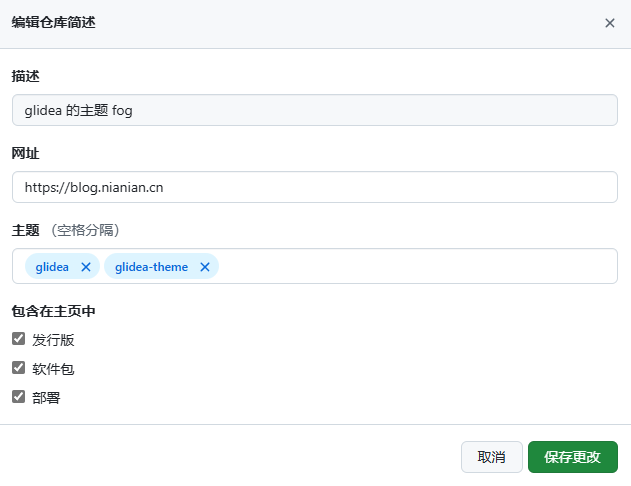 编辑仓库简述
描述
glidea 的主题 fog
网址
https://blog.nianian.cn
主题 （空格分隔）
glidea glidea-theme
包含在主页中
发行版
软件包
部署
取消 保存更改